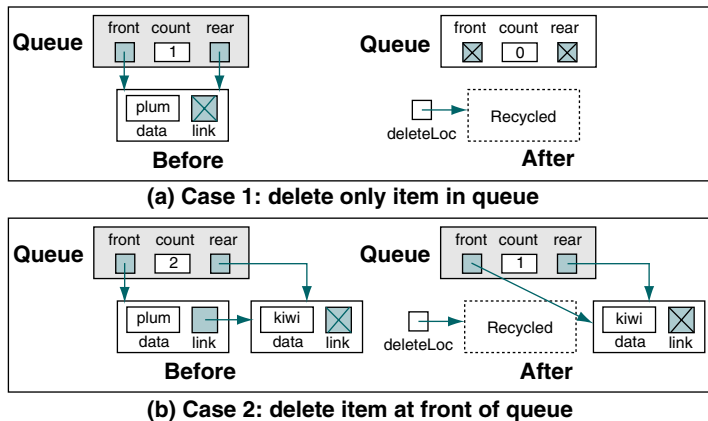 front count rear
Queue 1
plum
data link
Before
front count rear
Queue 0
Recycled
deleteLoc
After
(a) Case 1: delete only item in queue
front count rear
Queue 2
plum kiwi
link
data data link
Before
front count rear
Queue 1
Recycled kiwi
deleteLoc data link
After
(b) Case 2: delete item at front of queue